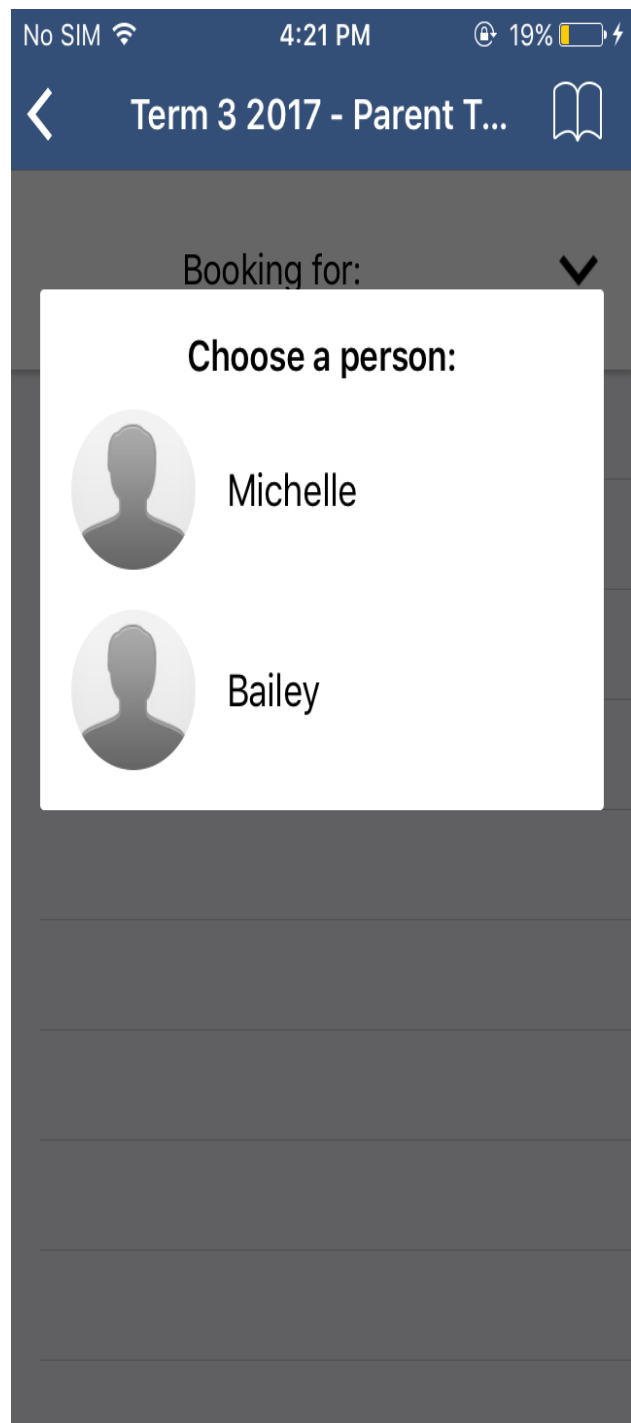 No SIM 4:21 PM 19%
Term 3 2017 - Parent T...
Booking for:
Choose a person:
Michelle
Bailey